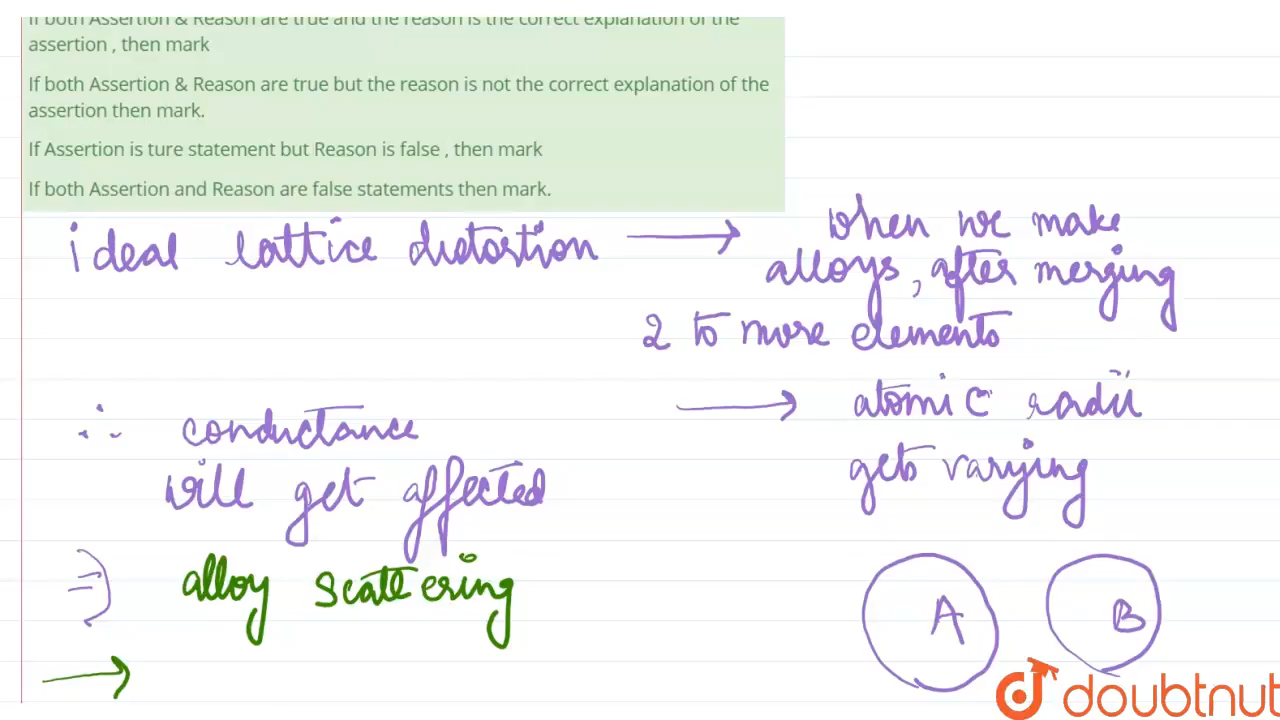 If both Assertion & Reason are true and the reason is the correct explanation of the
assertion , then mark
If both Assertion & Reason are true but the reason is not the correct explanation of the
assertion then mark.
If Assertion is ture statement but Reason is false , then mark
If both Assertion and Reason are false statements then mark.
ideal lattice distortion → when we make
alloys, after merging
2 to more elements
→ atomic radii
gets varying
∴ conductance
will get affected
⇒ alloy scattering
→
A B
doubtnut